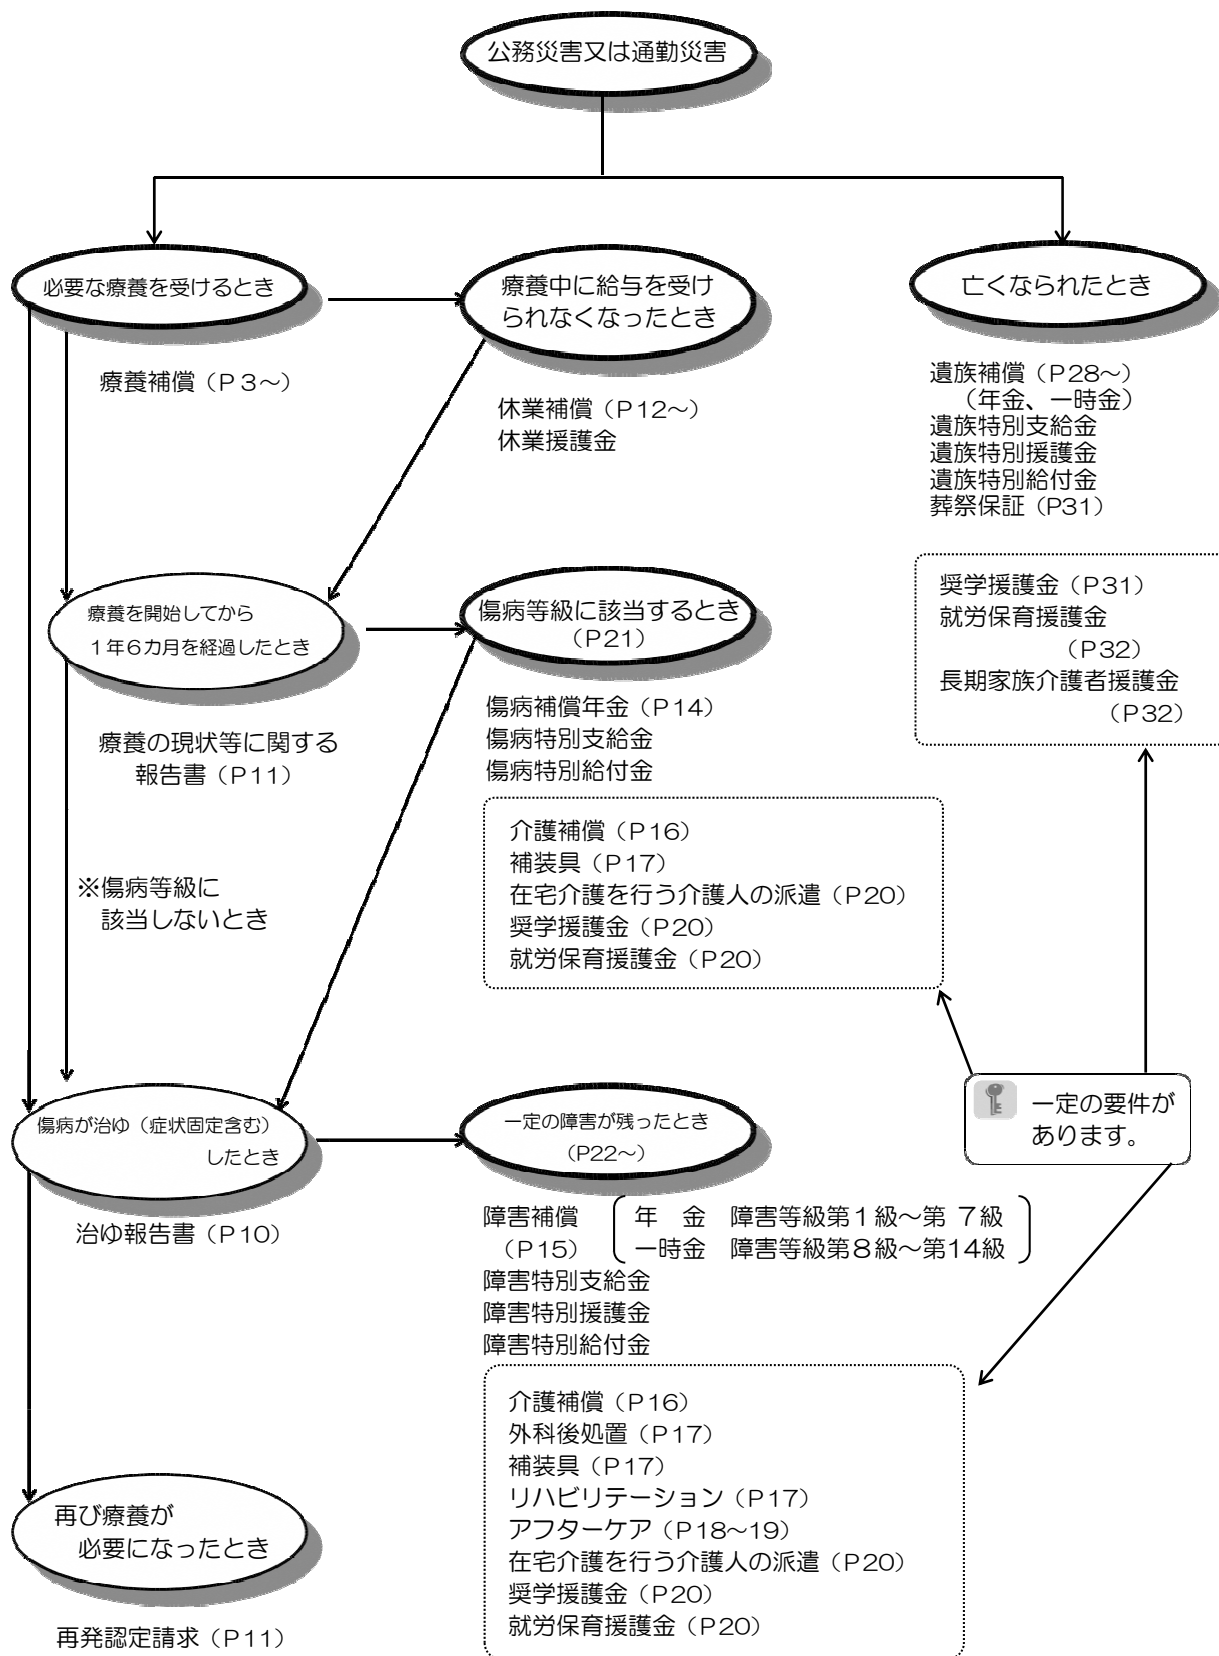 公務災害又は通勤災害
必要な療養を受けるとき
療養補償（Ｐ３～）
療養中に給与を受け
られなくなったとき
休業補償（Ｐ12～）
休業援護金
亡くなられたとき
遺族補償（Ｐ28～）
（年金、一時金）
遺族特別支給金
遺族特別援護金
遺族特別給付金
葬祭保証（P31）
奨学援護金（Ｐ31）
就労保育援護金
（Ｐ32）
長期家族介護者援護金
（Ｐ32）
療養を開始してから
１年６カ月を経過したとき
療養の現状等に関する
報告書（Ｐ11）
傷病等級に該当するとき
（P21）
傷病補償年金（Ｐ14）
傷病特別支給金
傷病特別給付金
介護補償（Ｐ16）
補装具（Ｐ17）
在宅介護を行う介護人の派遣（Ｐ20）
奨学援護金（Ｐ20）
就労保育援護金（Ｐ20）
※傷病等級に
該当しないとき
一定の要件が
あります。
傷病が治ゆ（症状固定含む）
したとき
治ゆ報告書（Ｐ10）
一定の障害が残ったとき
（P22～）
障害補償 年　金　障害等級第１級～第 ７級
（Ｐ15） 一時金　障害等級第８級～第14級
障害特別支給金
障害特別援護金
障害特別給付金
介護補償（Ｐ16）
外科後処置（Ｐ17）
補装具（Ｐ17）
リハビリテーション（Ｐ17）
アフターケア（Ｐ18～19）
在宅介護を行う介護人の派遣（Ｐ20）
奨学援護金（Ｐ20）
就労保育援護金（Ｐ20）
再び療養が
必要になったとき
再発認定請求（Ｐ11）